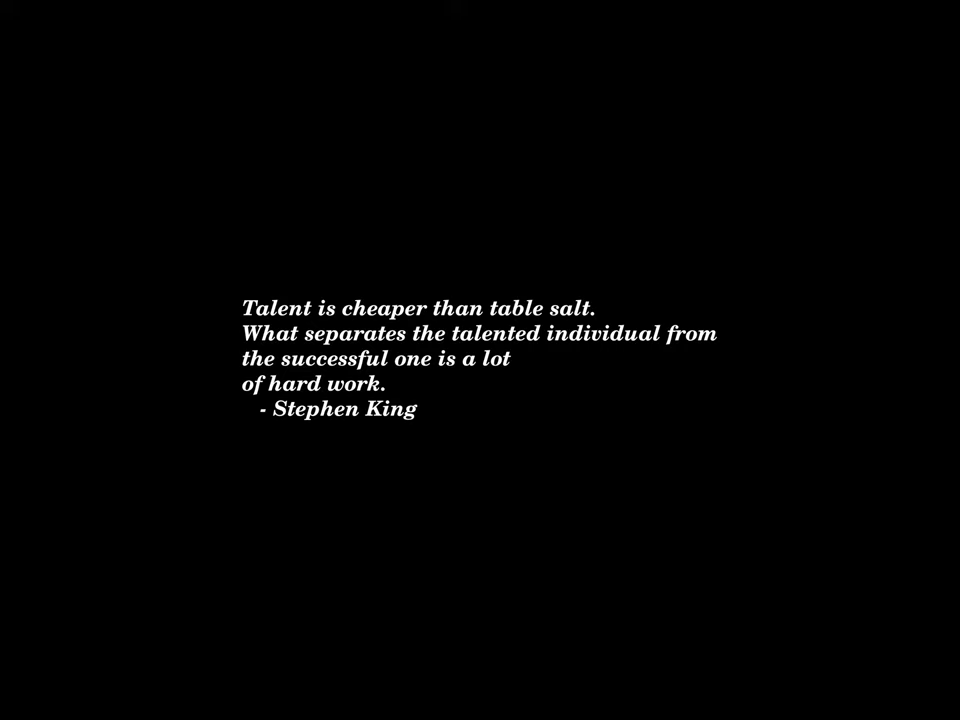 Talent is cheaper than table salt.
What separates the talented individual from
the successful one is a lot
of hard work.
- Stephen King